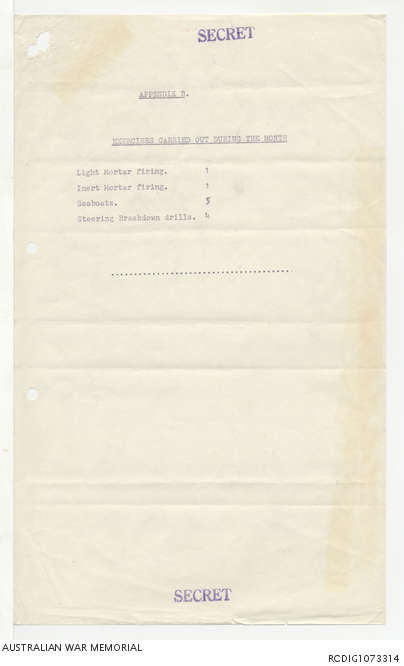 SECRET
APPENDIX B.
EXERCISES CARRIED OUT DURING THE MONTH
Light Mortar firing. 1
Inert Mortar firing. 1
Seaboats. 5
Steering Breakdown drills. 4
SECRET
AUSTRALIAN WAR MEMORIAL
RCDIG1073314